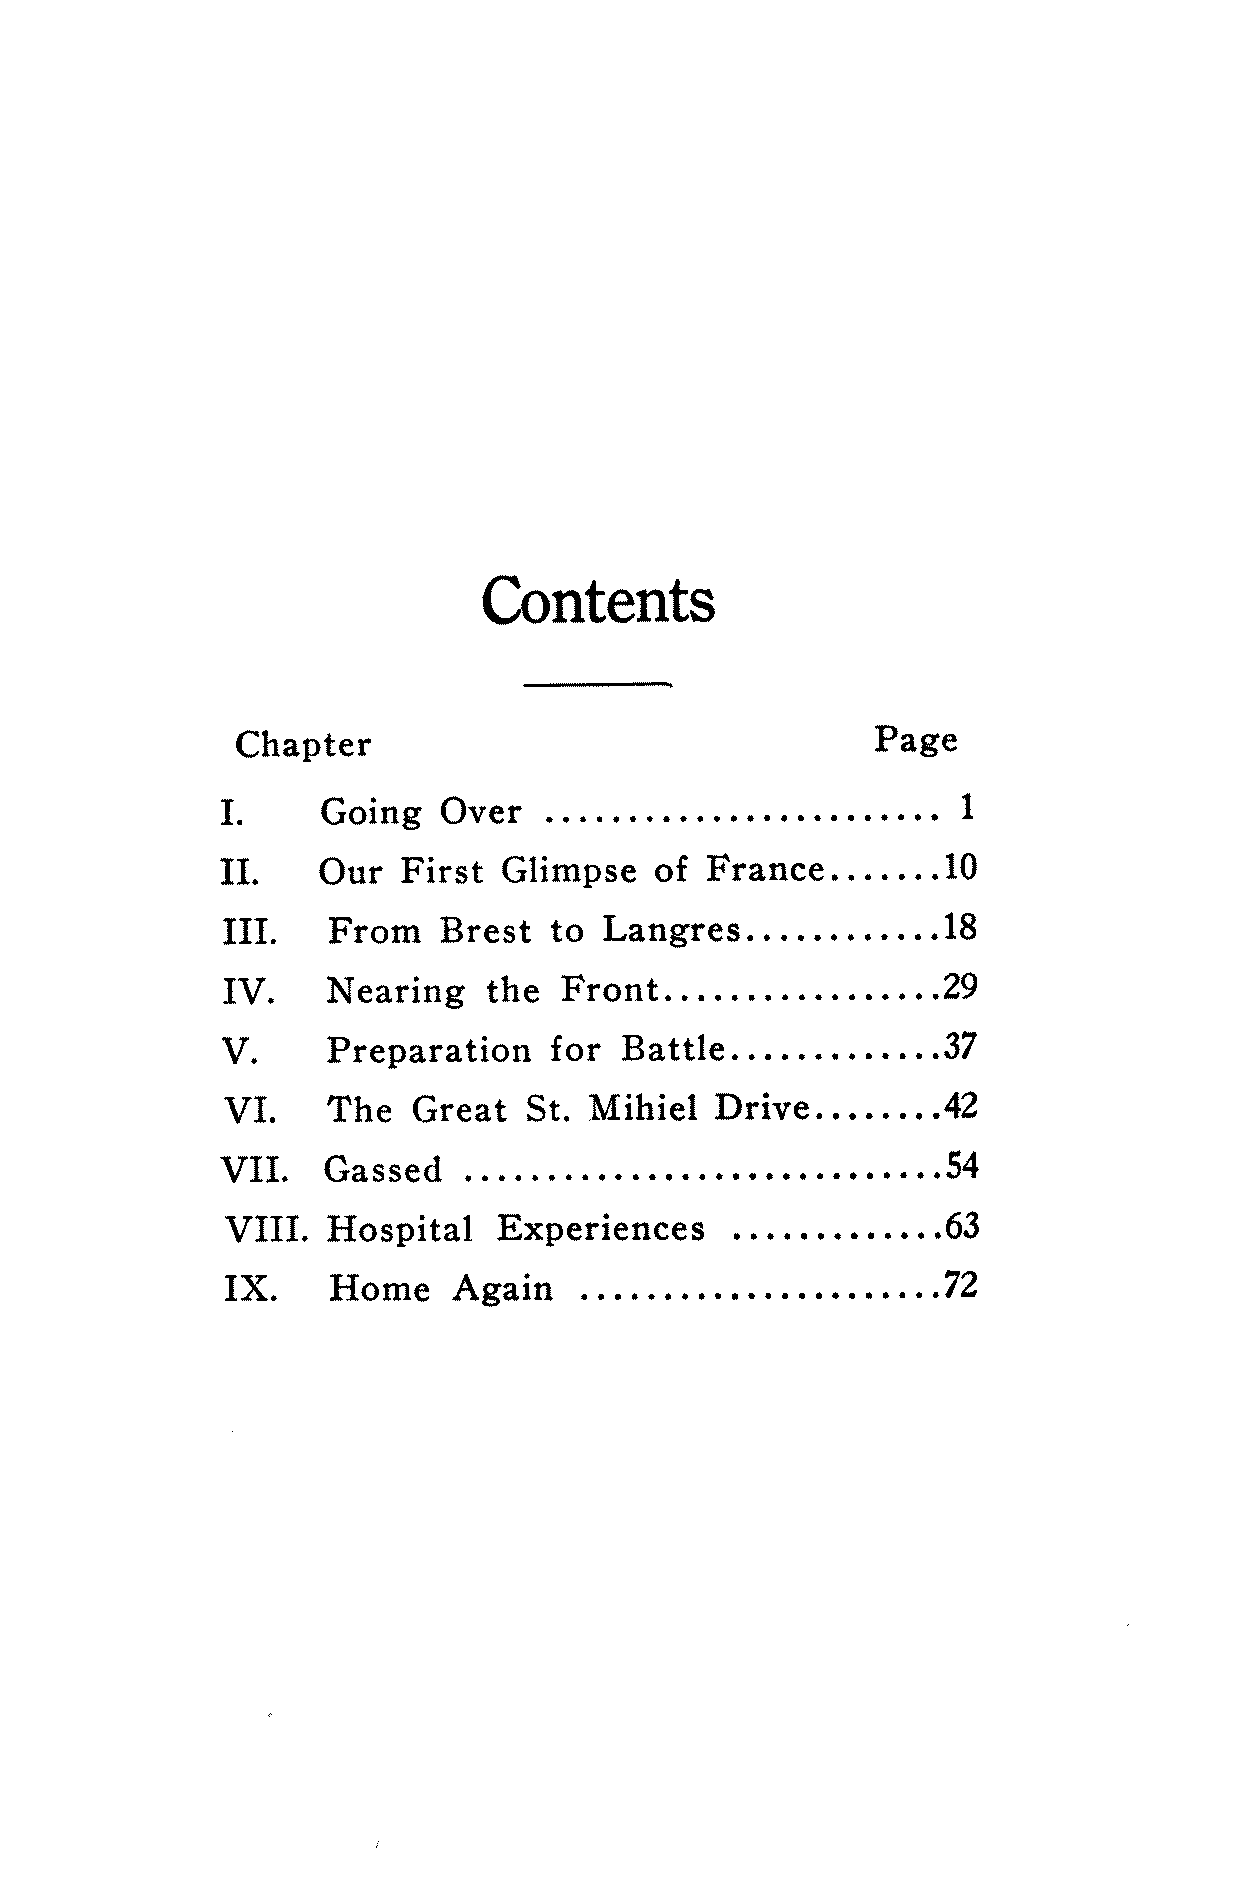 Contents
Chapter Page
I. Going Over ........................ 1
II. Our First Glimpse of France.......10
III. From Brest to Langres............18
IV. Nearing the Front.................29
V. Preparation for Battle.............37
VI. The Great St. Mihiel Drive........42
VII. Gassed .............................54
VIII. Hospital Experiences .............63
IX. Home Again ......................72